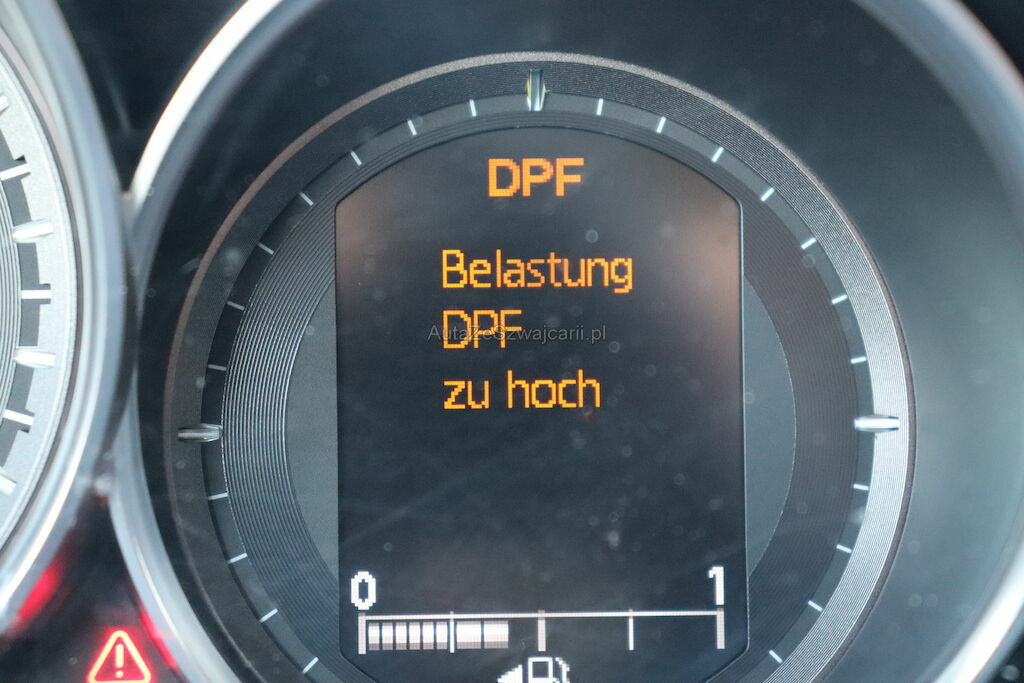 DPF
Belastung
DPF
AutaZeSzwajcarii.pl
zu hoch
0 1